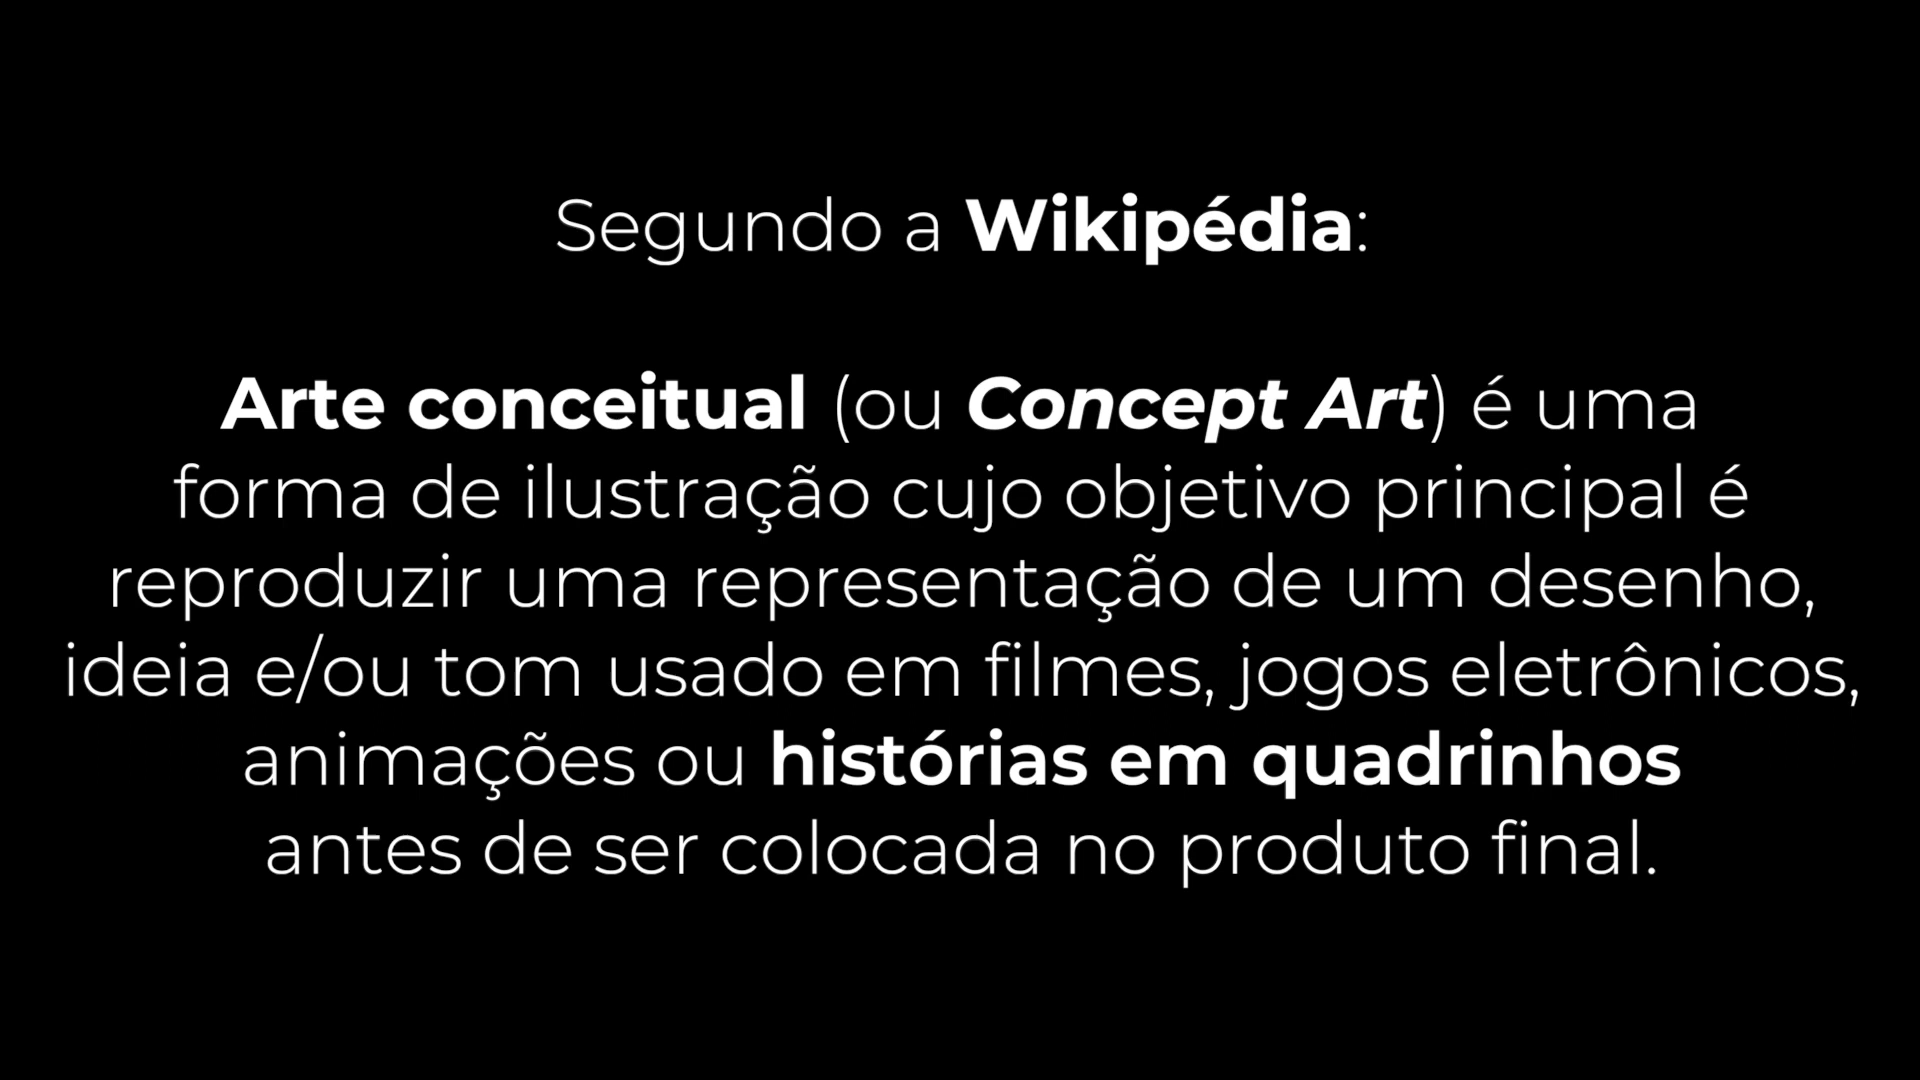 Segundo a Wikipédia:
Arte conceitual (ou Concept Art) é uma
forma de ilustração cujo objetivo principal é
reproduzir uma representação de um desenho,
ideia e/ou tom usado em filmes, jogos eletrônicos,
animações ou histórias em quadrinhos
antes de ser colocada no produto final.